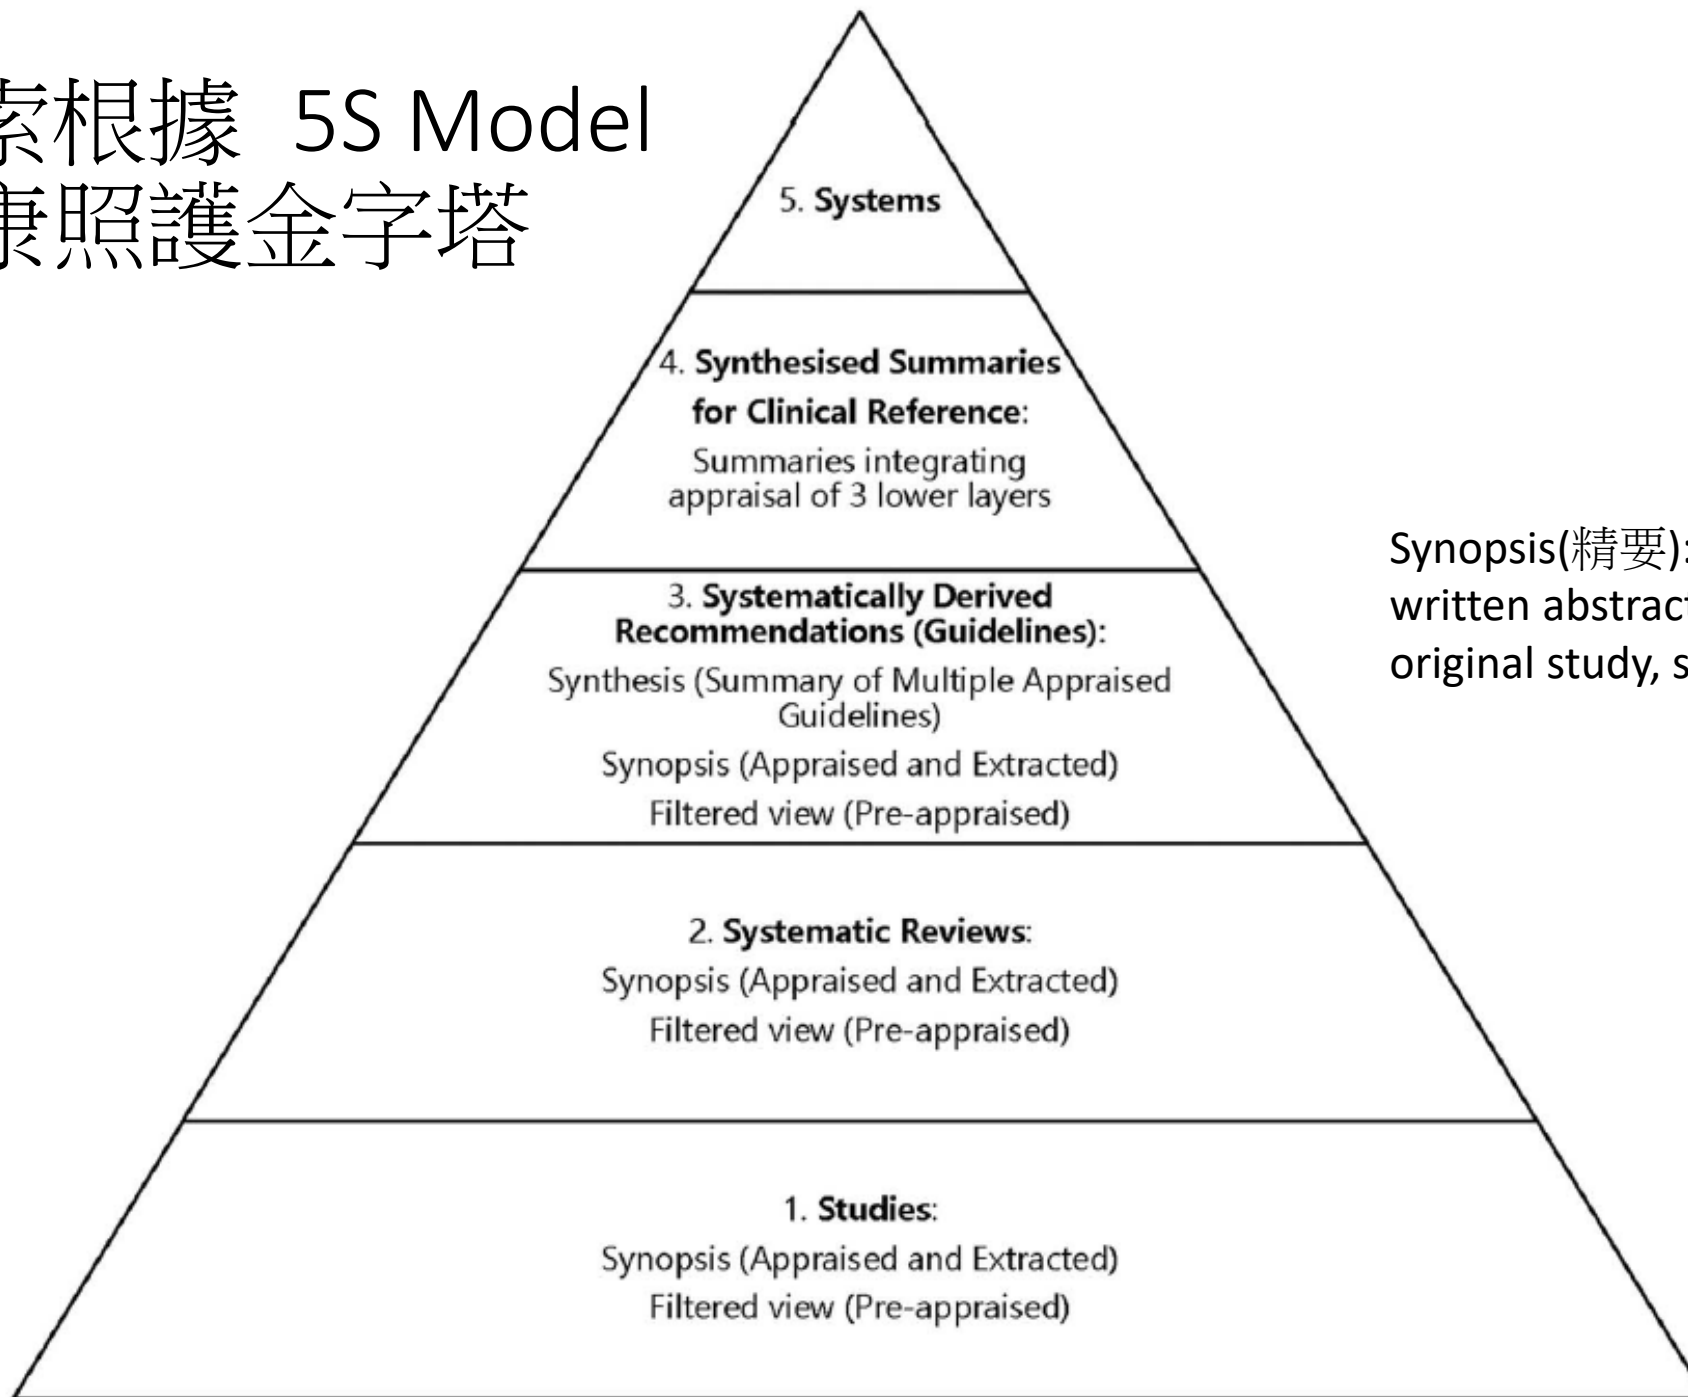 索根據 5S Model
康照護金字塔
5. Systems
4. Synthesised Summaries
for Clinical Reference:
Summaries integrating
appraisal of 3 lower layers
3. Systematically Derived
Recommendations (Guidelines):
Synthesis (Summary of Multiple Appraised
Guidelines)
Synopsis (Appraised and Extracted)
Filtered view (Pre-appraised)
2. Systematic Reviews:
Synopsis (Appraised and Extracted)
Filtered view (Pre-appraised)
1. Studies:
Synopsis (Appraised and Extracted)
Filtered view (Pre-appraised)
Synopsis(精要):
written abstract
original study, s